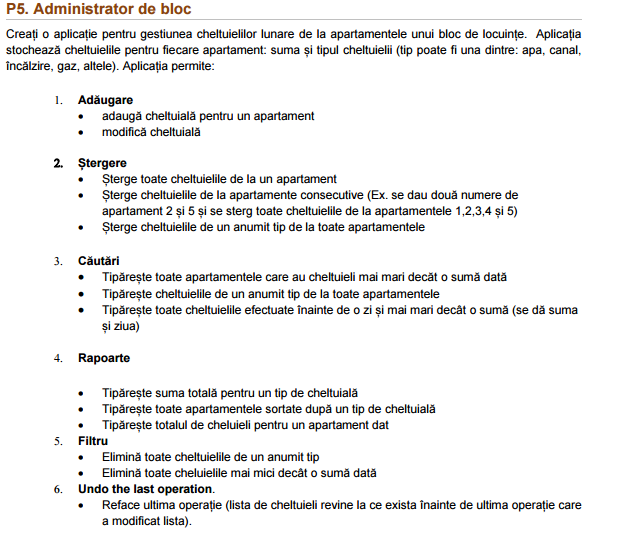 P5. Administrator de bloc
Creați o aplicație pentru gestiunea cheltuielilor lunare de la apartamentele unui bloc de locuințe. Aplicația
stochează cheltuielile pentru fiecare apartament: suma și tipul cheltuielii (tip poate fi una dintre: apa, canal,
încălzire, gaz, altele). Aplicația permite:
1. Adăugare
• adaugă cheltuială pentru un apartament
• modifică cheltuială
2. Ștergere
• Șterge toate cheltuielile de la un apartament
• Șterge cheltuielile de la apartamente consecutive (Ex. se dau două numere de
apartament 2 și 5 și se sterg toate cheltuielile de la apartamentele 1,2,3,4 și 5)
• Șterge cheltuielile de un anumit tip de la toate apartamentele
3. Căutări
• Tipărește toate apartamentele care au cheltuieli mai mari decăt o sumă dată
• Tipărește cheltuielile de un anumit tip de la toate apartamentele
• Tipărește toate cheltuielile efectuate înainte de o zi și mai mari decât o sumă (se dă suma
și ziua)
4. Rapoarte
• Tipărește suma totală pentru un tip de cheltuială
• Tipărește toate apartamentele sortate după un tip de cheltuială
• Tipărește totalul de cheluieli pentru un apartament dat
5. Filtru
• Elimină toate cheltuielile de un anumit tip
• Elimină toate cheluielile mai mici decât o sumă dată
6. Undo the last operation.
• Reface ultima operație (lista de cheltuieli revine la ce exista înainte de ultima operație care
a modificat lista).